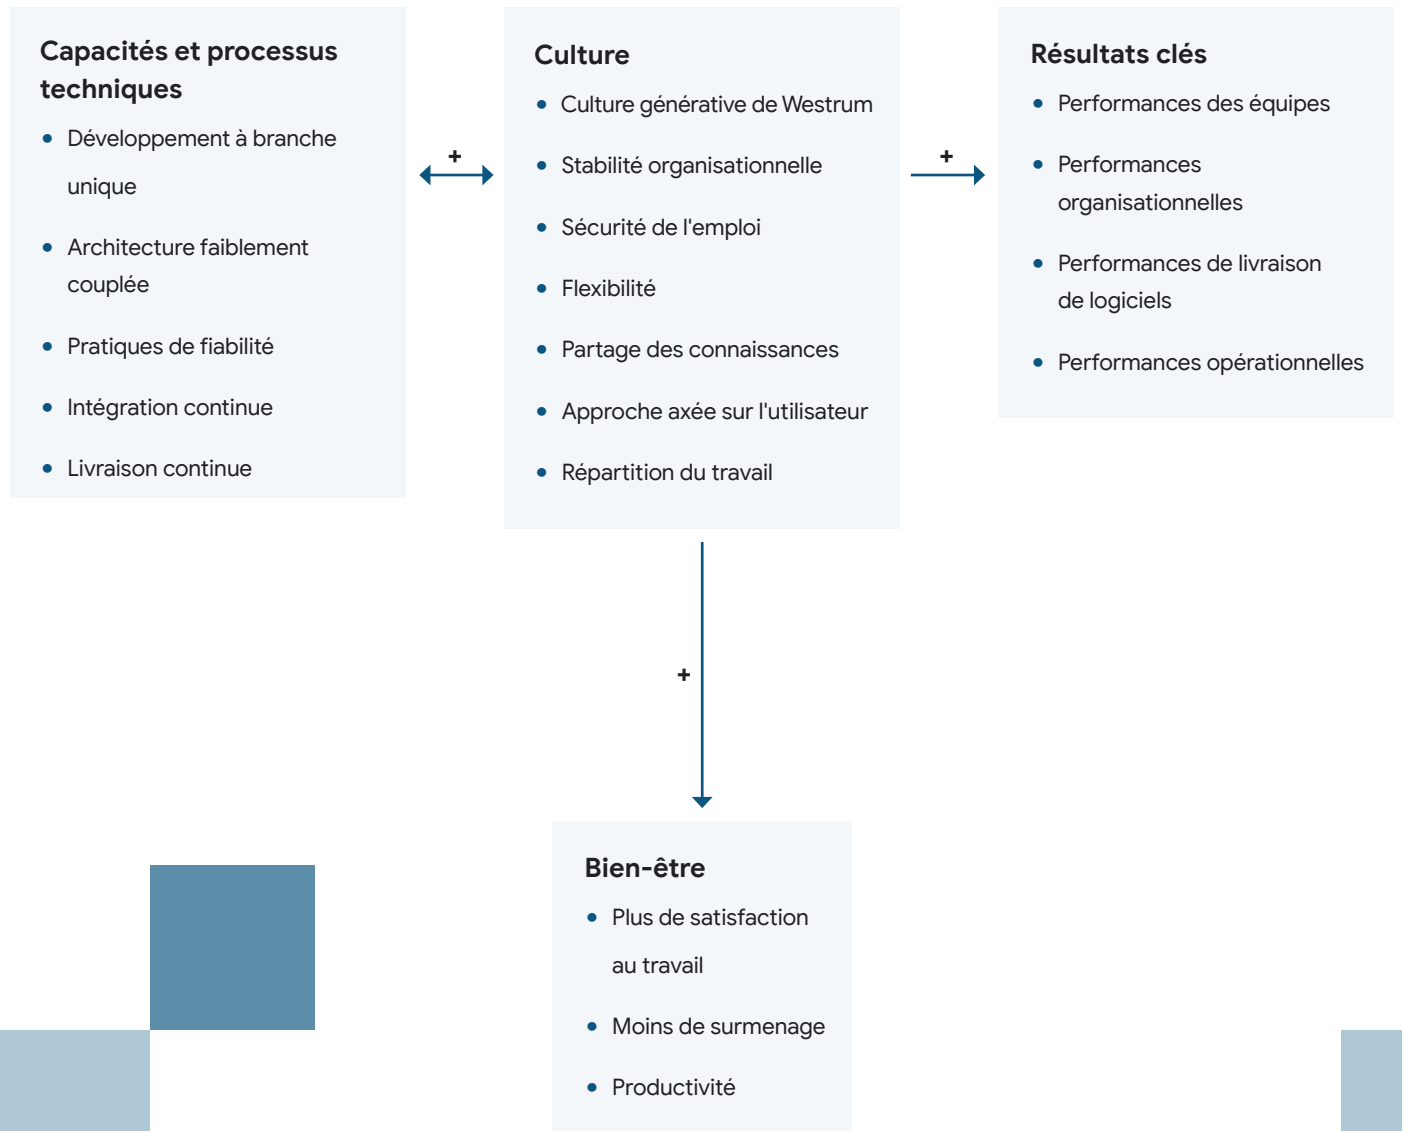 Capacités et processus
techniques
Développement à branche
unique
Architecture faiblement
couplée
Pratiques de fiabilité
Intégration continue
Livraison continue
+
Culture
Culture générative de Westrum
Stabilité organisationnelle
Sécurité de l'emploi
Flexibilité
Partage des connaissances
Approche axée sur l'utilisateur
Répartition du travail
+
Résultats clés
Performances des équipes
Performances
organisationnelles
Performances de livraison
de logiciels
Performances opérationnelles
+
Bien-être
Plus de satisfaction
au travail
Moins de surmenage
Productivité